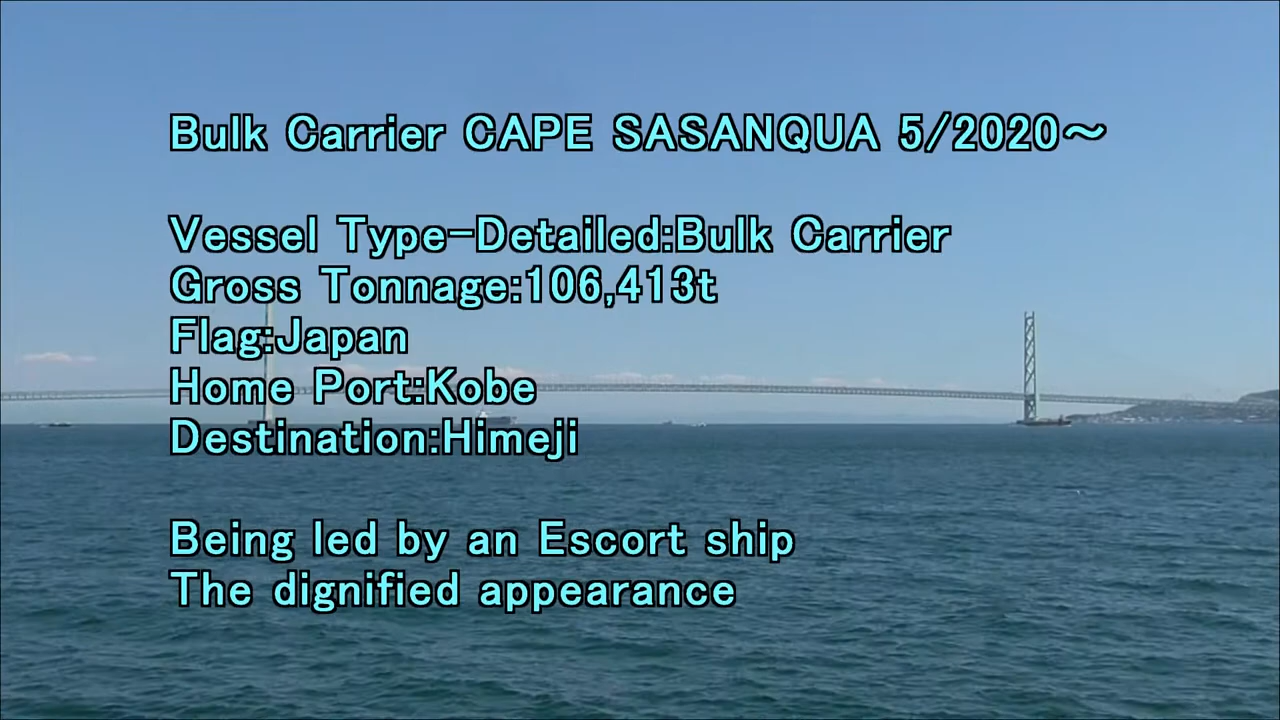 Bulk Carrier CAPE SASANQUA 5/2020～
Vessel Type-Detailed:Bulk Carrier
Gross Tonnage:106,413t
Flag:Japan
Home Port:Kobe
Destination:Himeji
Being led by an Escort ship
The dignified appearance